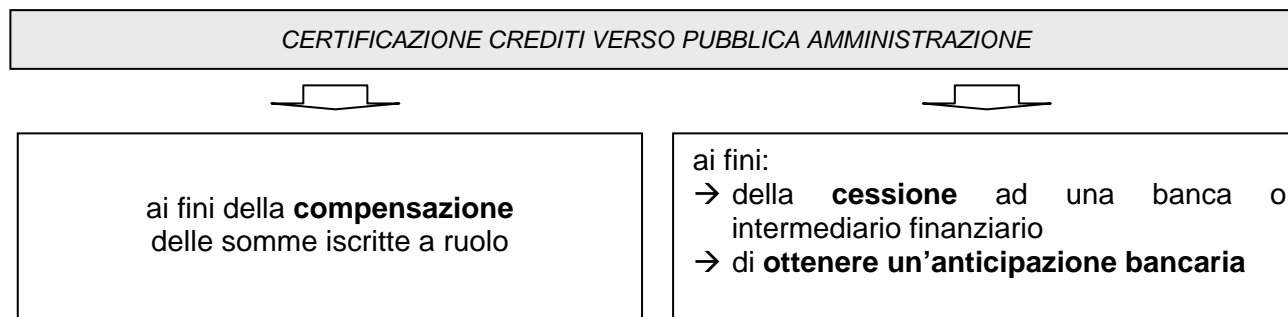 CERTIFICAZIONE CREDITI VERSO PUBBLICA AMMINISTRAZIONE
ai fini della compensazione
delle somme iscritte a ruolo
ai fini:
→ della cessione ad una banca o
intermediario finanziario
→ di ottenere un'anticipazione bancaria